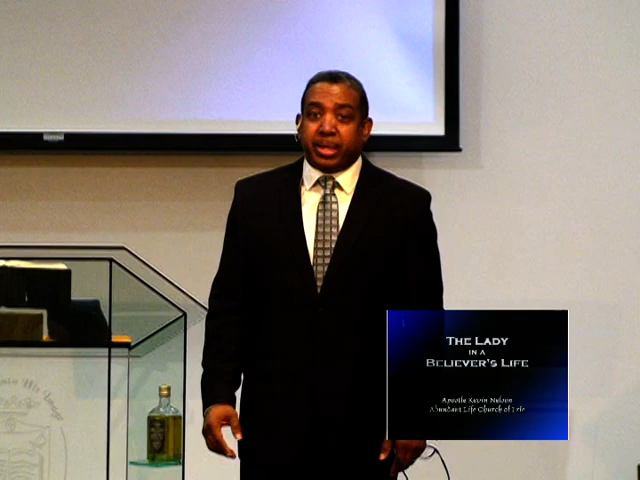 THE LADY
IN A
BELIEVER'S LIFE
Apostle Kevin Nelson
Abundant Life Church of Erie